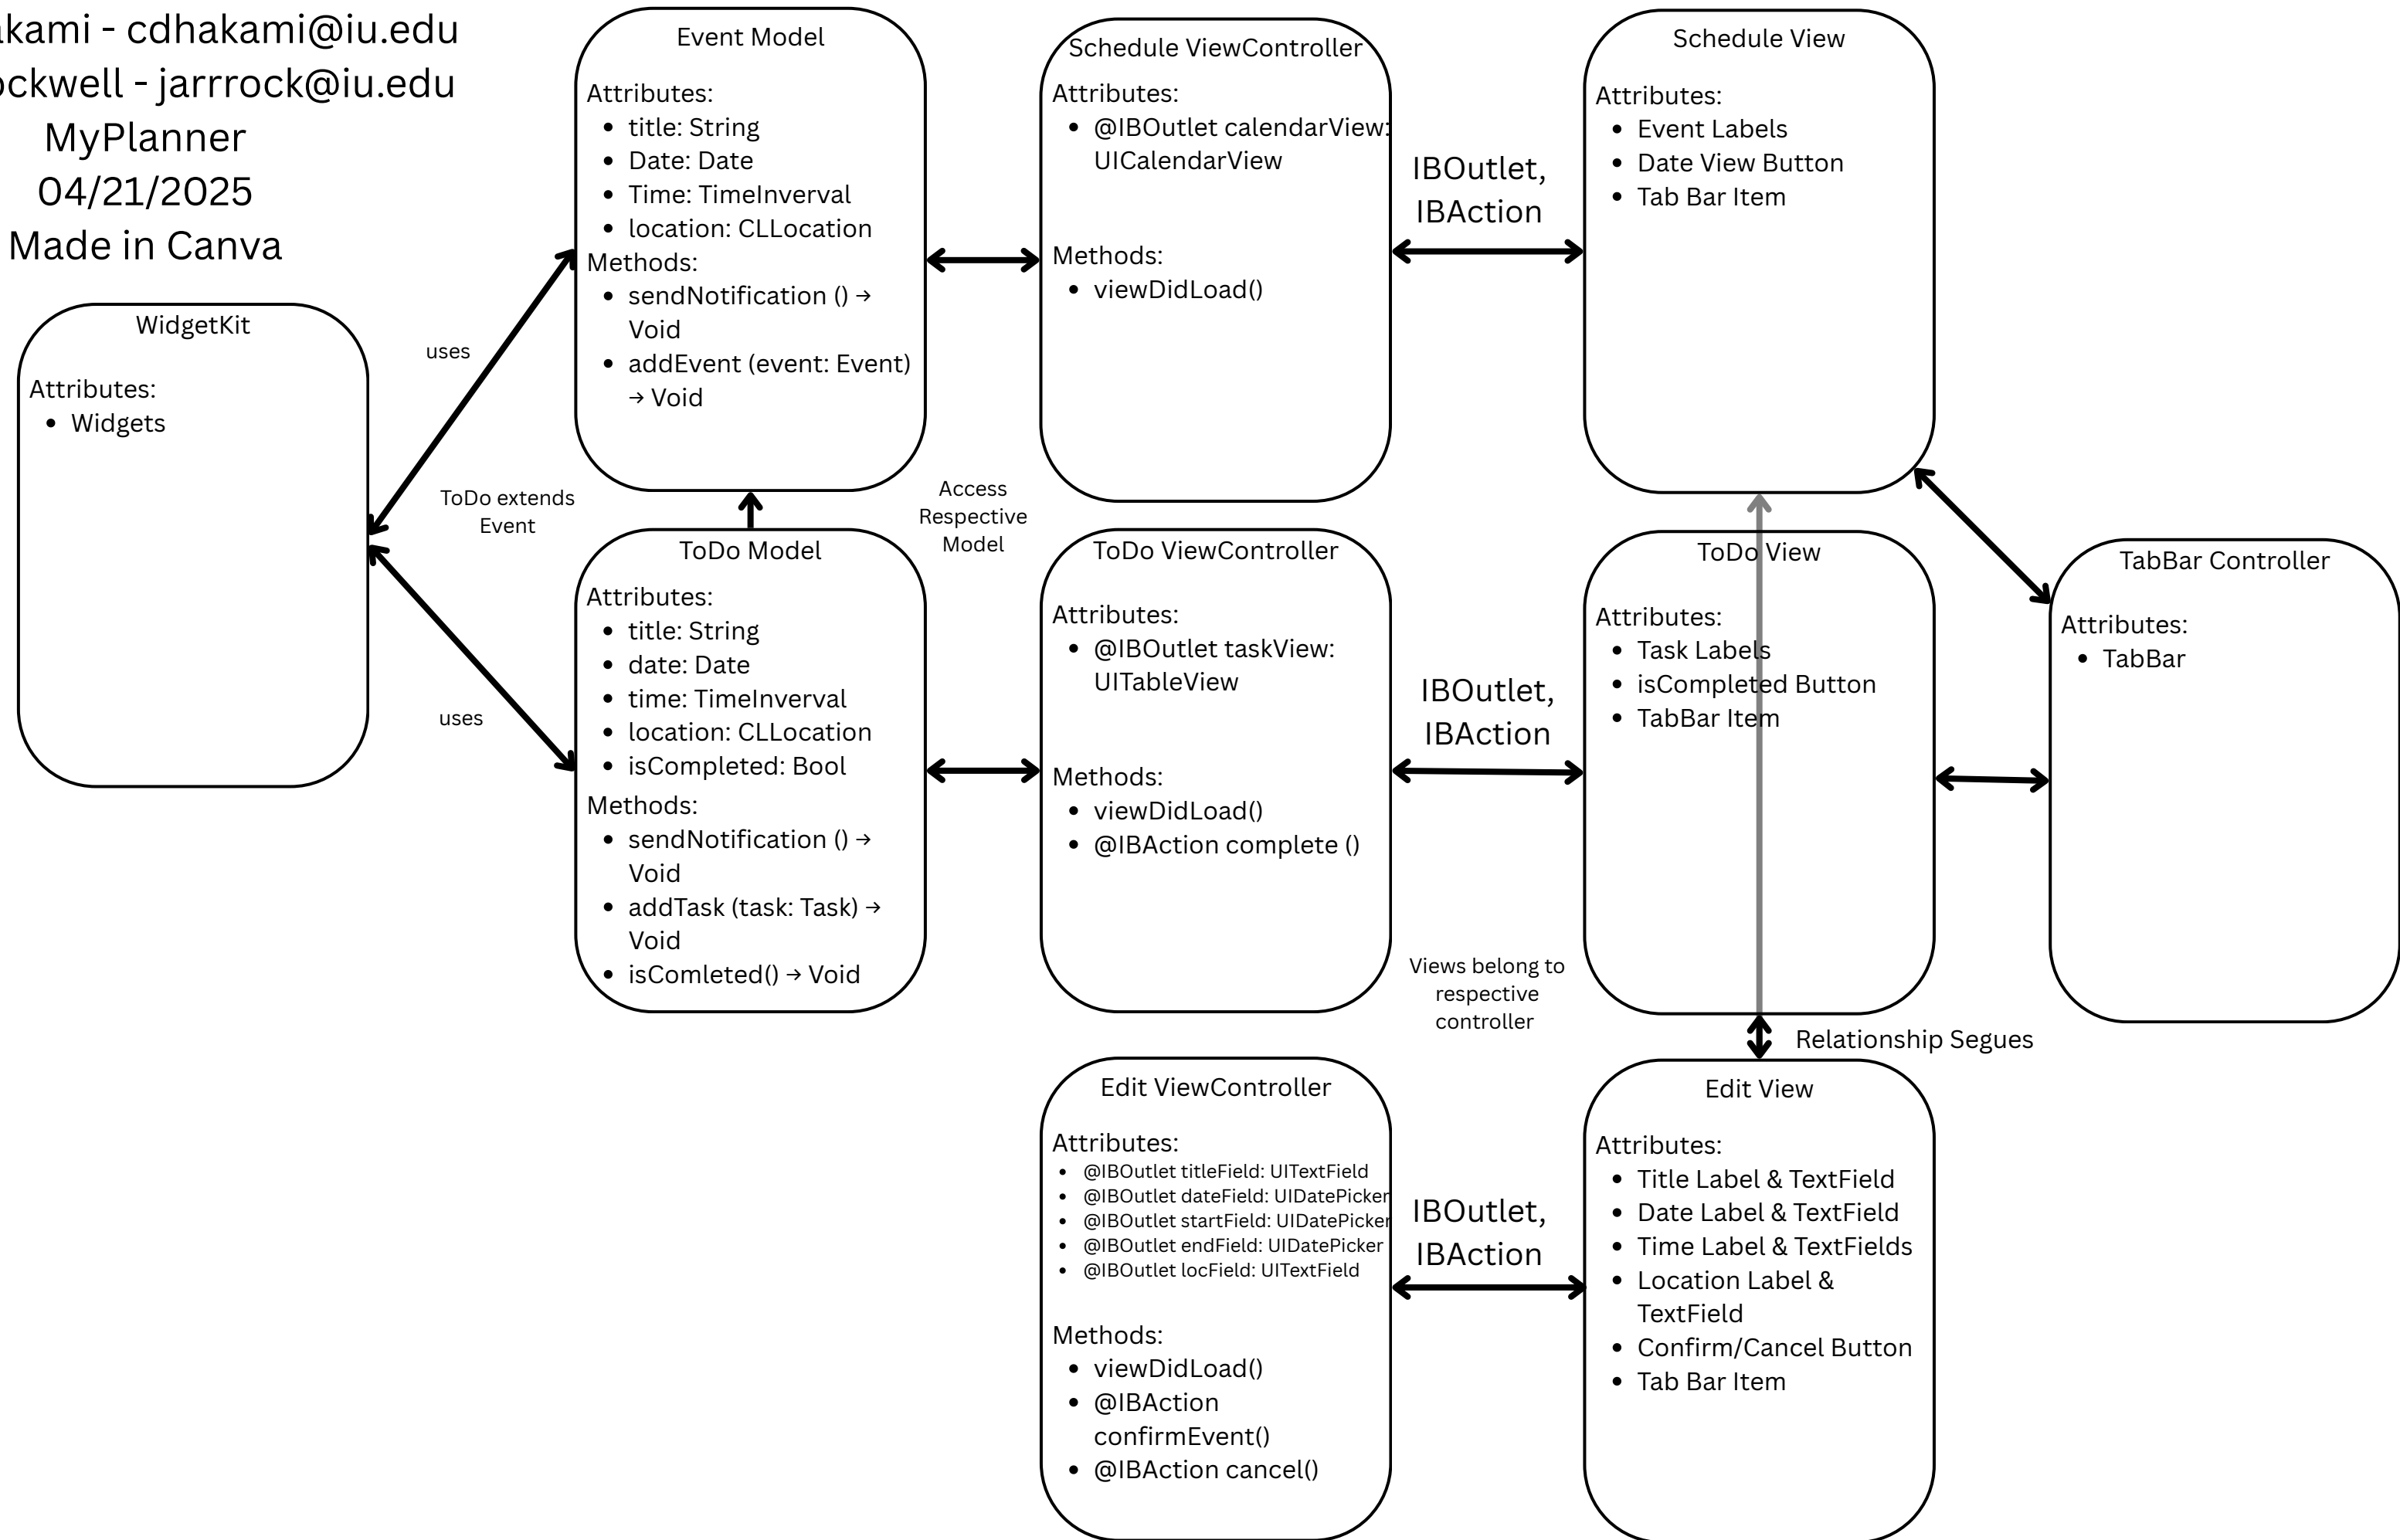 kami - cdhakami@iu.edu
ockwell - jarrrock@iu.edu
MyPlanner
04/21/2025
Made in Canva
WidgetKit
Attributes:
• Widgets
uses
ToDo extends
Event
uses
Event Model
Attributes:
• title: String
• Date: Date
• Time: TimeInverval
• location: CLLocation
Methods:
• sendNotification () →
Void
• addEvent (event: Event)
→ Void
ToDo Model
Attributes:
• title: String
• date: Date
• time: TimeInverval
• location: CLLocation
• isCompleted: Bool
Methods:
• sendNotification () →
Void
• addTask (task: Task) →
Void
• isComleted() → Void
Access
Respective
Model
Schedule ViewController
Attributes:
• @IBOutlet calendarView:
UICalendarView
Methods:
• viewDidLoad()
ToDo ViewController
Attributes:
• @IBOutlet taskView:
UITableView
Methods:
• viewDidLoad()
• @IBAction complete ()
Edit ViewController
Attributes:
• @IBOutlet titleField: UITextField
• @IBOutlet dateField: UIDatePicker
• @IBOutlet startField: UIDatePicker
• @IBOutlet endField: UIDatePicker
• @IBOutlet locField: UITextField
Methods:
• viewDidLoad()
• @IBAction
confirmEvent()
• @IBAction cancel()
IBOutlet,
IBAction
IBOutlet,
IBAction
Views belong to
respective
controller
IBOutlet,
IBAction
Schedule View
Attributes:
• Event Labels
• Date View Button
• Tab Bar Item
ToDo View
Attributes:
• Task Labels
• isCompleted Button
• TabBar Item
Relationship Segues
Edit View
Attributes:
• Title Label & TextField
• Date Label & TextField
• Time Label & TextFields
• Location Label &
TextField
• Confirm/Cancel Button
• Tab Bar Item
TabBar Controller
Attributes:
• TabBar